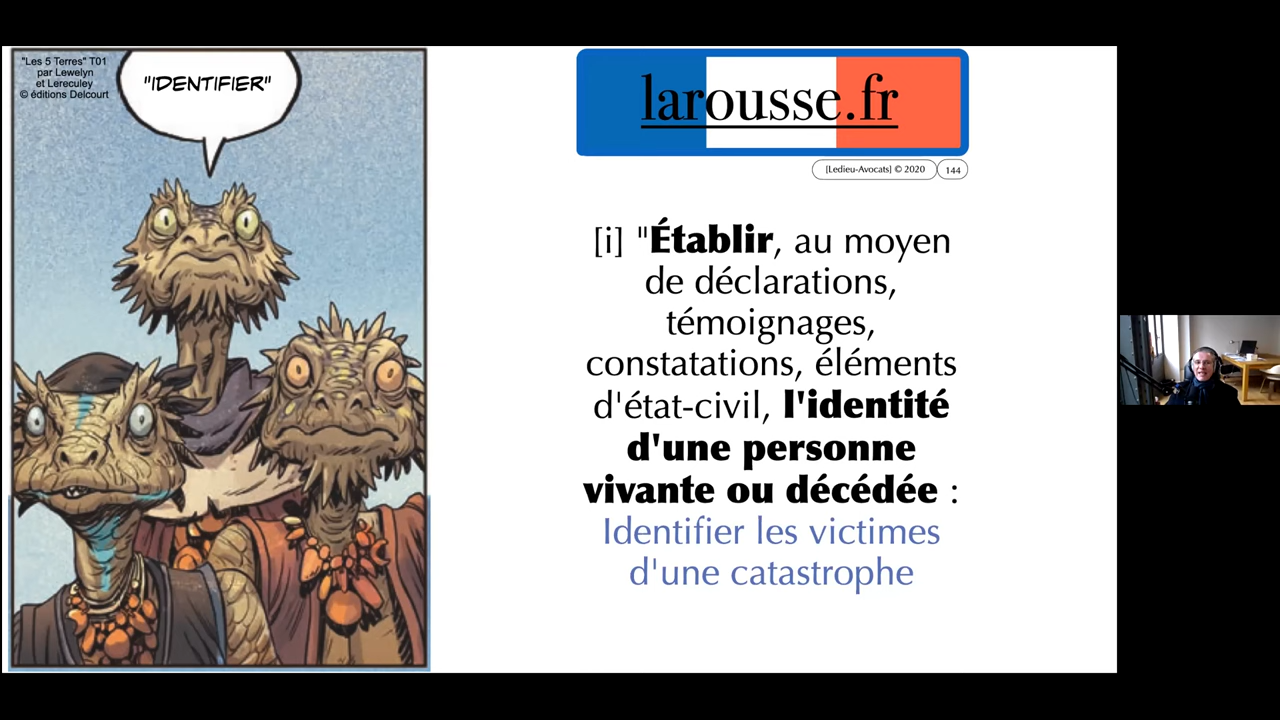 "Les 5 Terres" T01
par Lewelyn
et Lereculey
© éditions Delcourt
"IDENTIFIER"
larousse.fr
[Ledieu-Avocats] © 2020
144
[i] "Établir, au moyen
de déclarations,
témoignages,
constatations, éléments
d'état-civil, l'identité
d'une personne
vivante ou décédée :
Identifier les victimes
d'une catastrophe